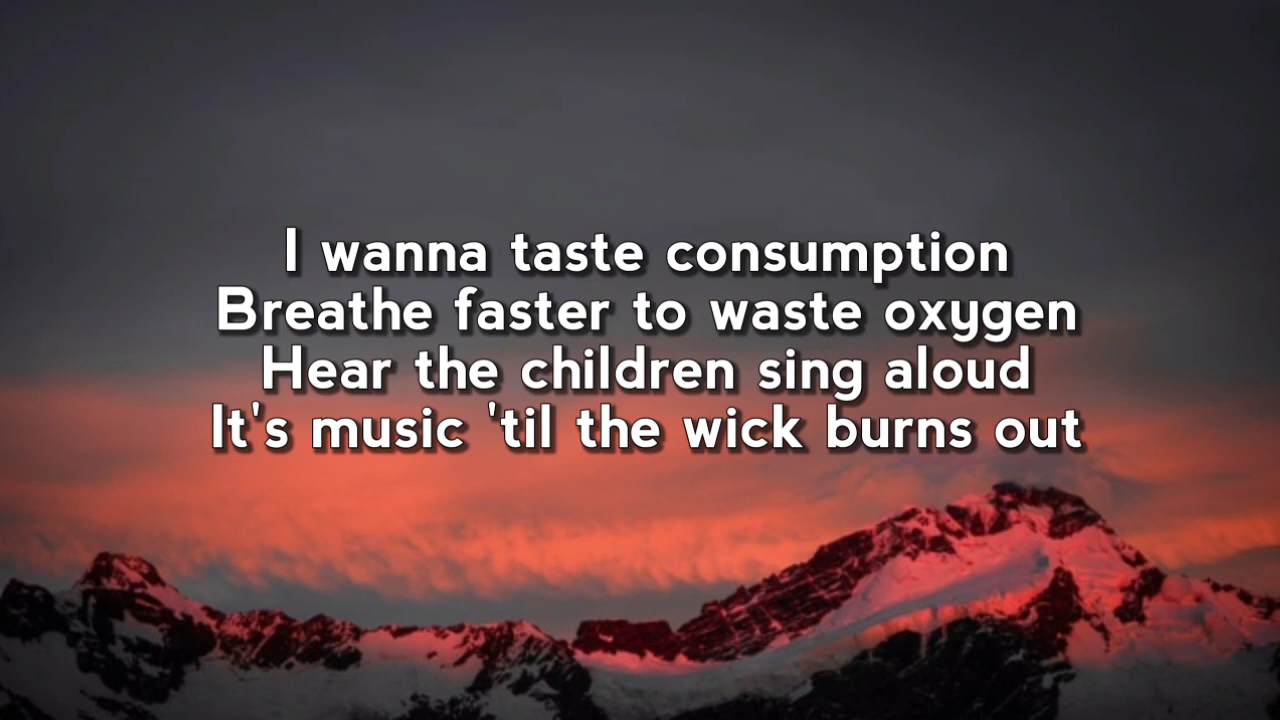 I wanna taste consumption
Breathe faster to waste oxygen
Hear the children sing aloud
It's music 'til the wick burns out